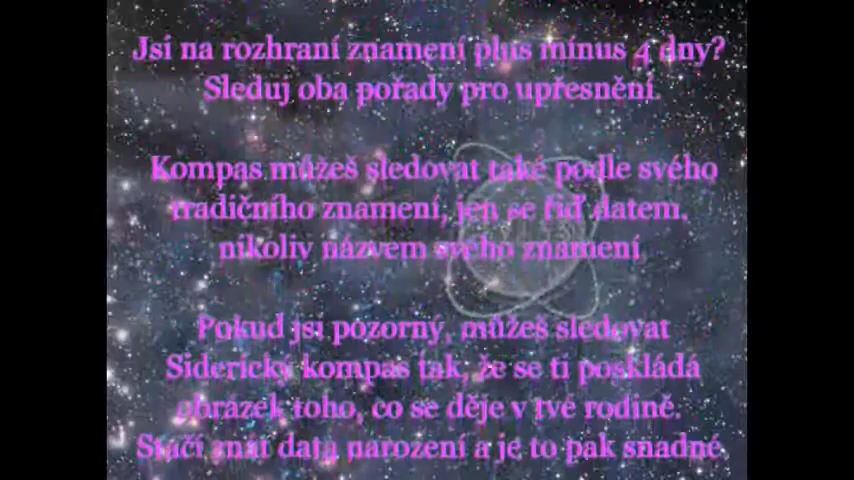 Jsi na rozhraní znamení plus mínus 4 dny?
Sleduj oba pořady pro upřesnění.
Kompas můžeš sledovat také podle svého
tradičního znamení, jen se řiď datem,
nikoliv názvem svého znamení
Pokud jsi pozorný, můžeš sledovat
Siderický kompas tak, že se ti poskládá
obrázek toho, co se děje v tvé rodině.
Stačí znát data narození a je to pak snadné